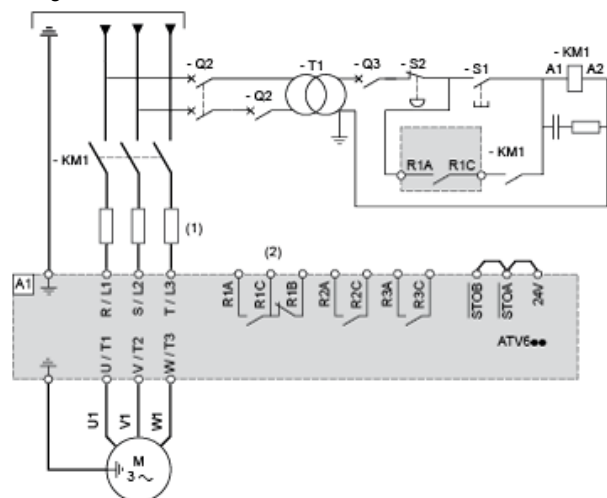 - Q2 - T1 - Q3 - S2 - S1 - KM1
A1 A2
- Q2
- KM1
R1A R1C
- KM1
(1)
(2)
A1
R / L1 S / L2 T / L3 R1A R1C R1B R2A R2C R3A R3C STOB STOA 24V
ATV6●●
U / T1 V / T2 W / T3
U1 V1 W1
M
3 ~